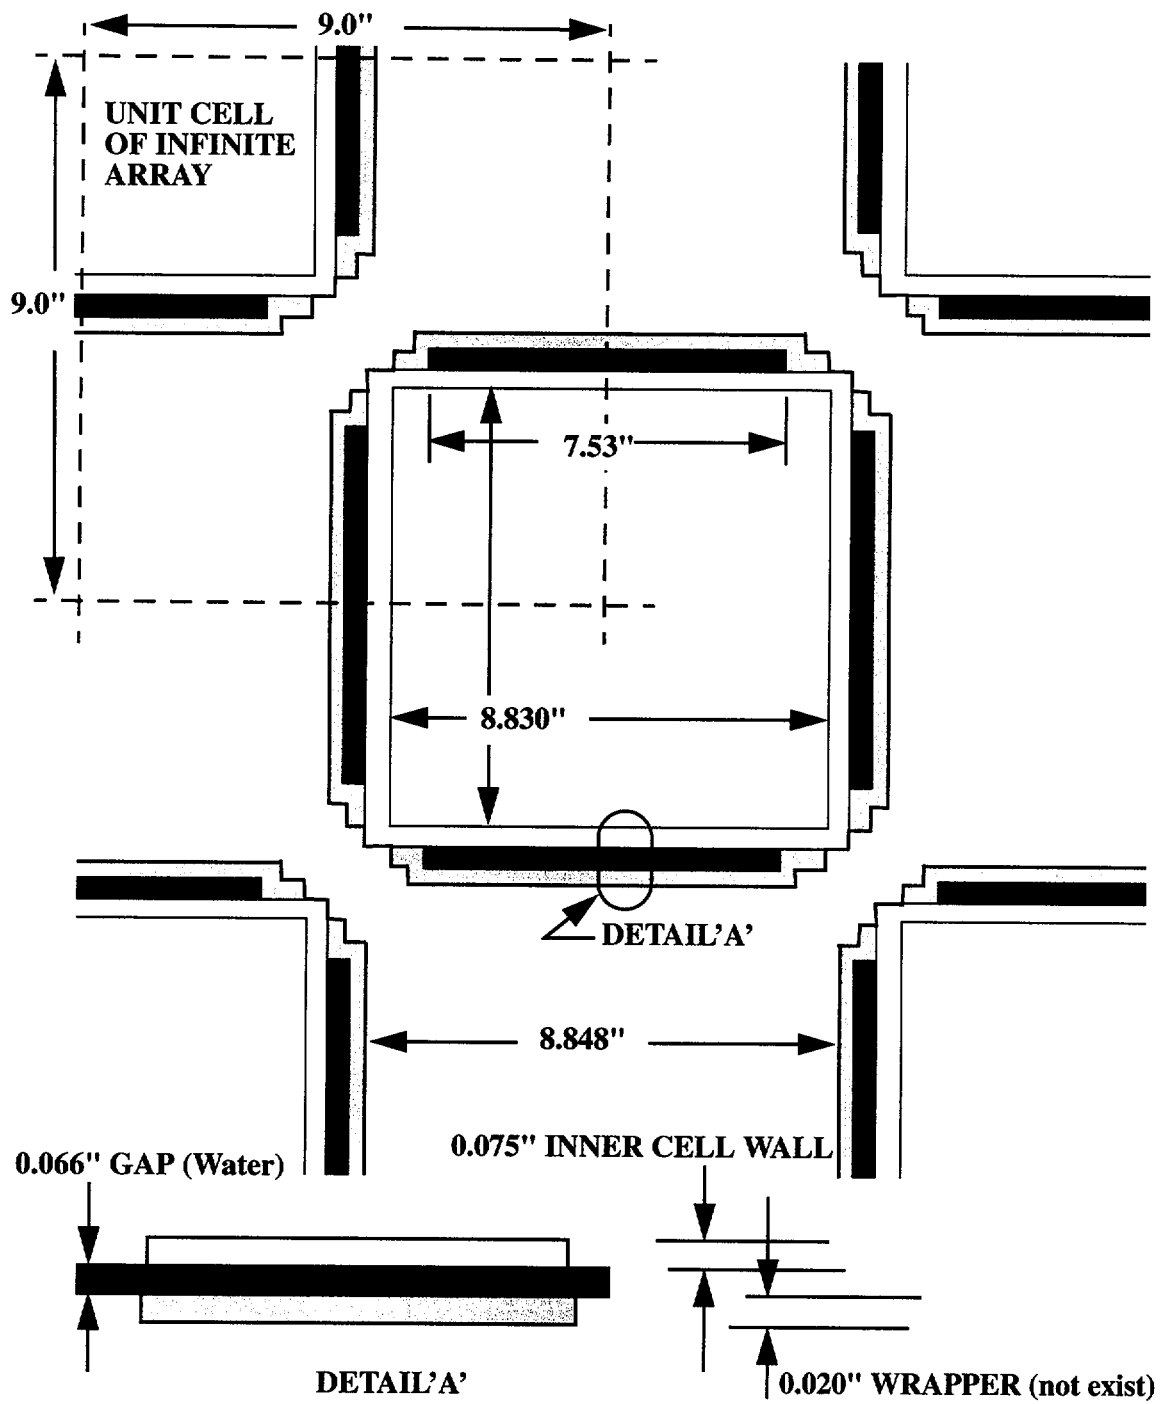 9.0"
UNIT CELL
OF INFINITE
ARRAY
9.0"
7.53"
8.830"
DETAIL'A'
8.848"
0.075" INNER CELL WALL
0.066" GAP (Water)
DETAIL'A'
0.020" WRAPPER (not exist)